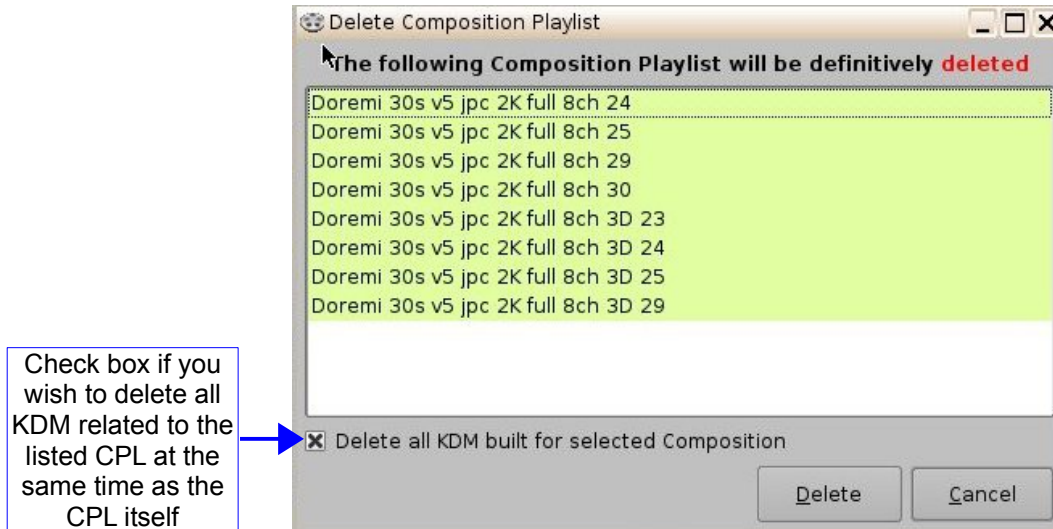 Delete Composition Playlist
The following Composition Playlist will be definitively deleted
Doremi 30s v5 jpc 2K full 8ch 24
Doremi 30s v5 jpc 2K full 8ch 25
Doremi 30s v5 jpc 2K full 8ch 29
Doremi 30s v5 jpc 2K full 8ch 30
Doremi 30s v5 jpc 2K full 8ch 3D 23
Doremi 30s v5 jpc 2K full 8ch 3D 24
Doremi 30s v5 jpc 2K full 8ch 3D 25
Doremi 30s v5 jpc 2K full 8ch 3D 29
Check box if you
wish to delete all
KDM related to the
listed CPL at the
same time as the
CPL itself
Delete all KDM built for selected Composition
Delete
Cancel